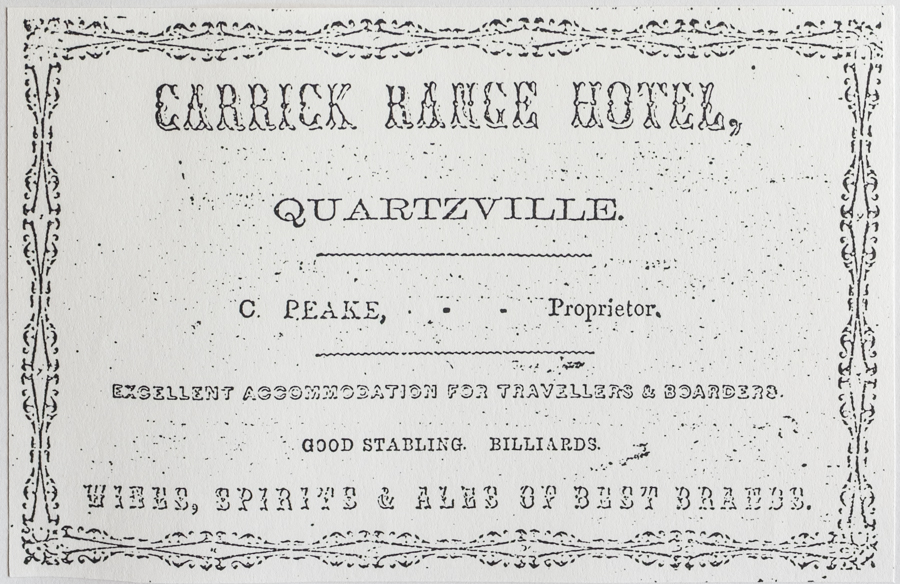 CARRICK RANGE HOTEL,
QUARTZVILLE.
C. PEAKE, - - - Proprietor.
EXCELLENT ACCOMMODATION FOR TRAVELLERS & BOARDERS.
GOOD STABLING. BILLIARDS.
WINES, SPIRITS & ALES OF BEST BRANDS.